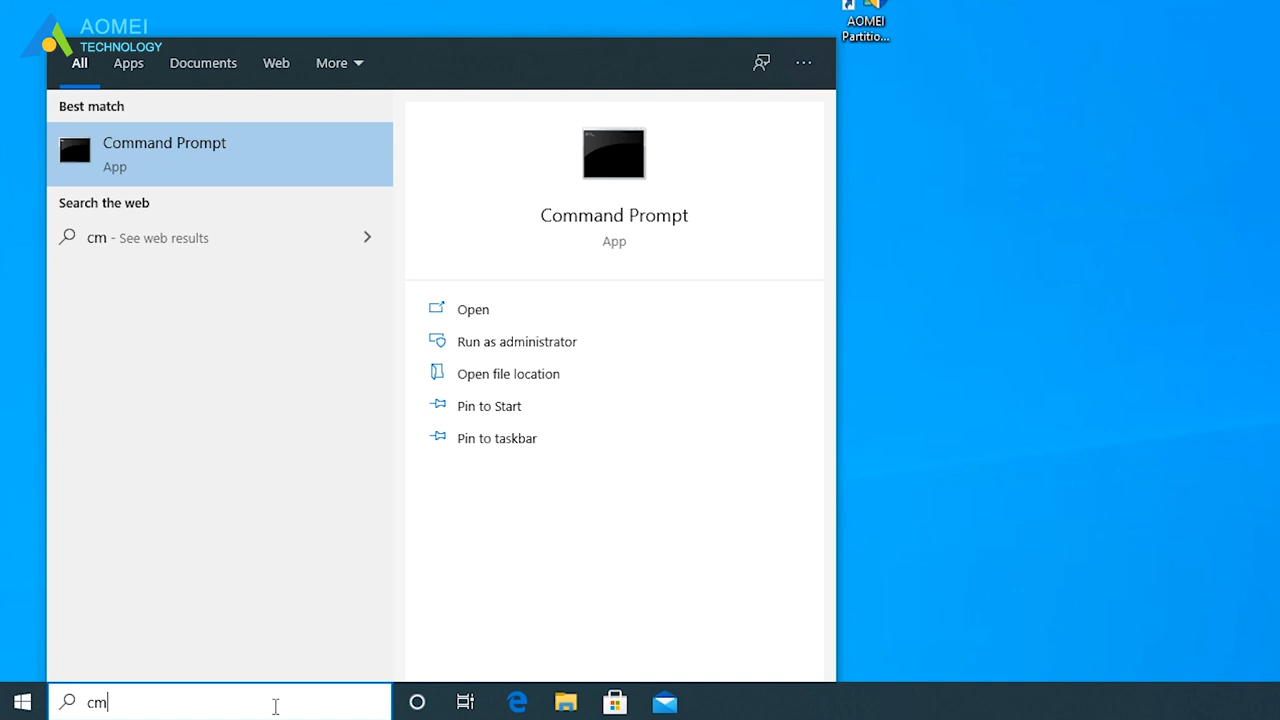 AOMEI
TECHNOLOGY
AOMEI
Partitio...
All Apps Documents Web More
Best match
Command Prompt
App
Search the web
cm - See web results
Command Prompt
App
Open
Run as administrator
Open file location
Pin to Start
Pin to taskbar
cm